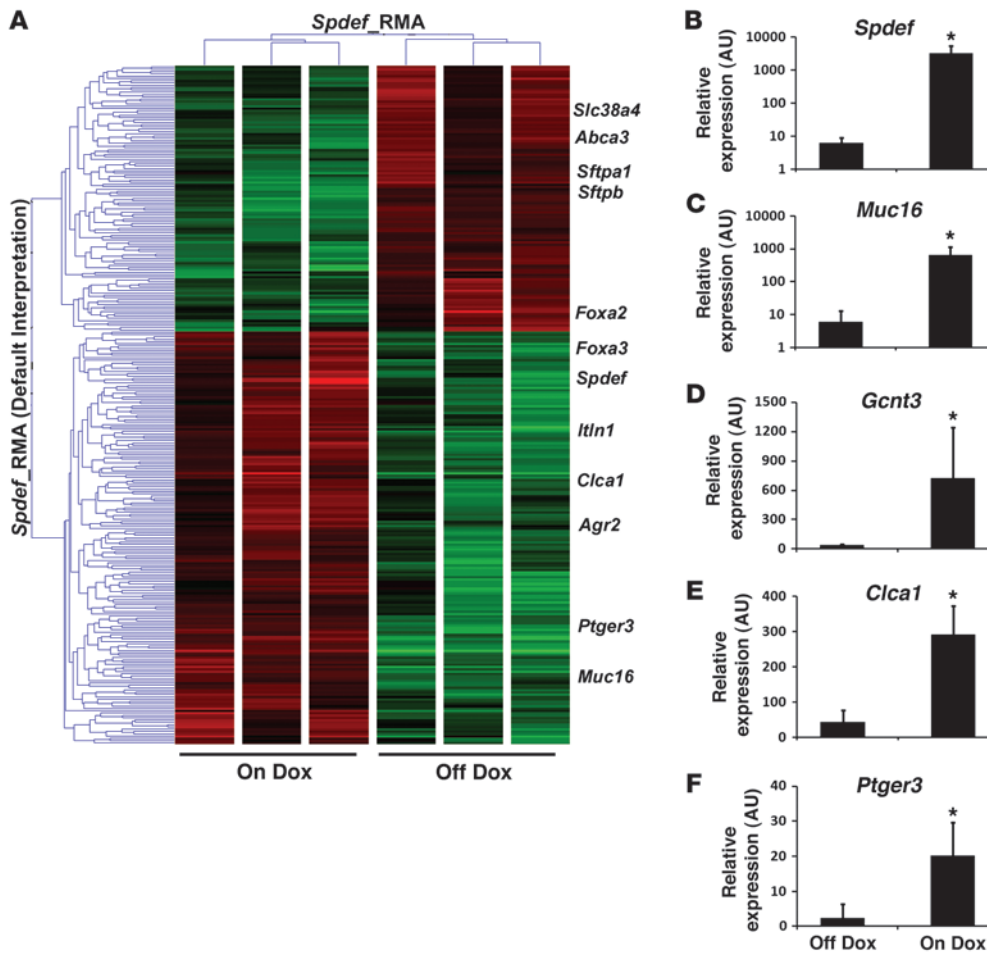 A
Spdef_RMA
Spdef_RMA (Default Interpretation)
Slc38a4
Abca3
Sftpa1
Sftpb
Foxa2
Foxa3
Spdef
Itln1
Clca1
Agr2
Ptger3
Muc16
On Dox
Off Dox
B
Spdef
Relative
expression (AU)
10000
1000
100
10
1
*
C
Muc16
Relative
expression (AU)
10000
1000
100
10
1
*
D
Gcnt3
Relative
expression (AU)
1500
1200
900
600
300
0
*
E
Clca1
Relative
expression (AU)
400
300
200
100
0
*
F
Ptger3
Relative
expression (AU)
40
30
20
10
0
*
Off Dox
On Dox